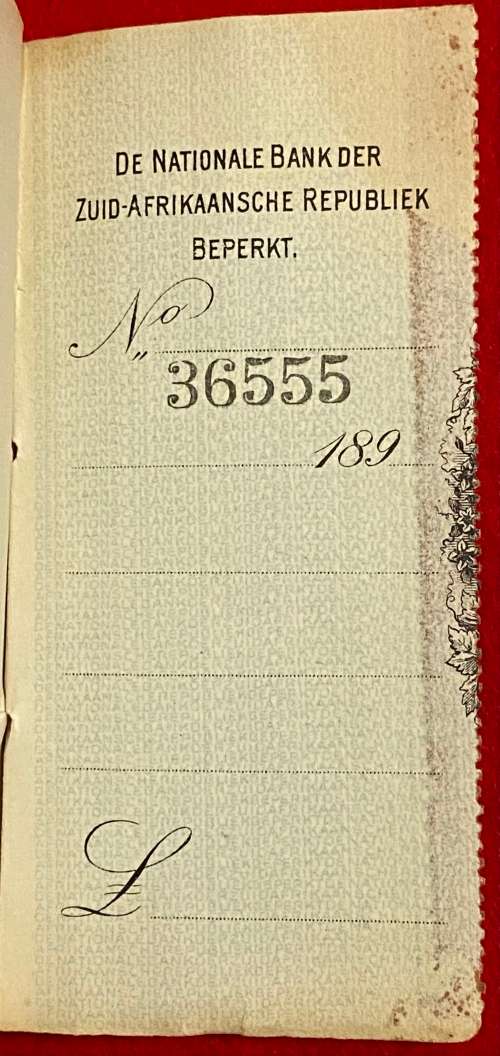 DE NATIONALE BANK DER
ZUID-AFRIKAANSCHE REPUBLIEK
BEPERKT.
No
36555
189
£